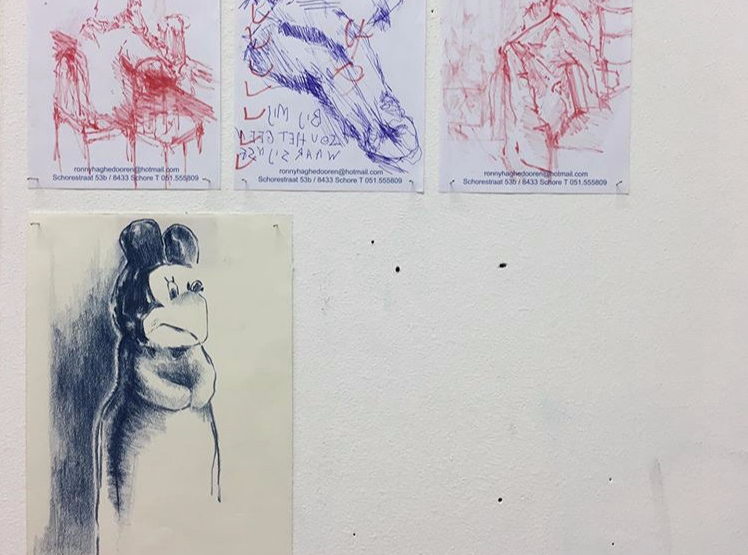 ronnyhaghedooren@hotmail.com
Schorestraat 53b / 8433 Schore T 051.555809
BIJ MIJ
ZOU HET GEEN
ronnyhaghedooren@hotmail.com
Schorestraat 53b / 8433 Schore T 051.555809
ronnyhaghedooren@hotmail.com
Schorestraat 53b / 8433 Schore T 051.555809